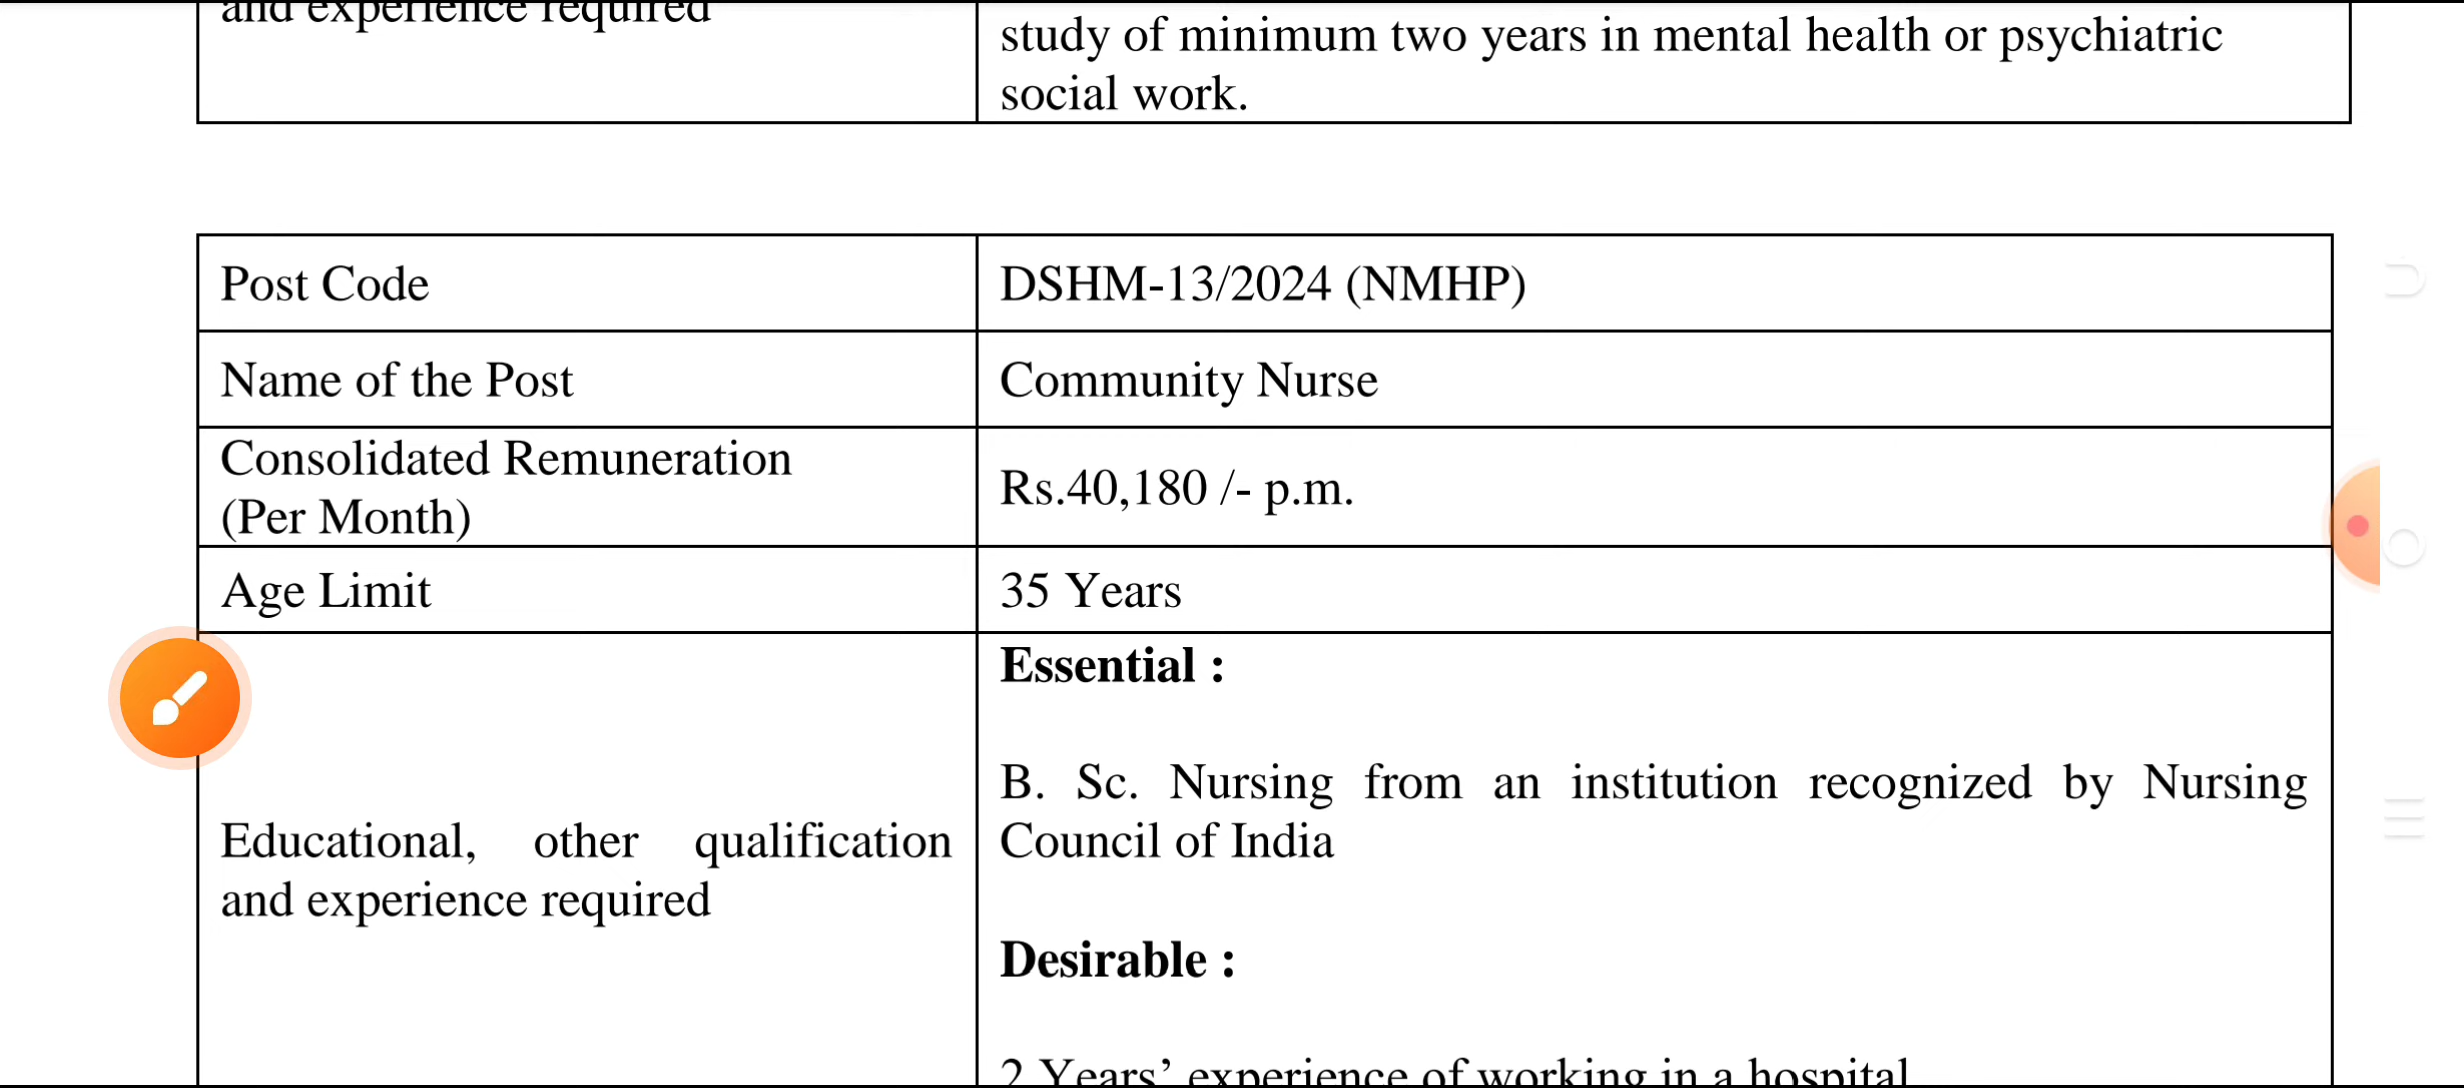 and experience required
study of minimum two years in mental health or psychiatric
social work.
Post Code
DSHM-13/2024 (NMHP)
Name of the Post
Community Nurse
Consolidated Remuneration
(Per Month)
Rs.40,180 /- p.m.
Age Limit
35 Years
Educational, other qualification
and experience required
Essential :
B. Sc. Nursing from an institution recognized by Nursing
Council of India
Desirable :
2 Years’ experience of working in a hospital